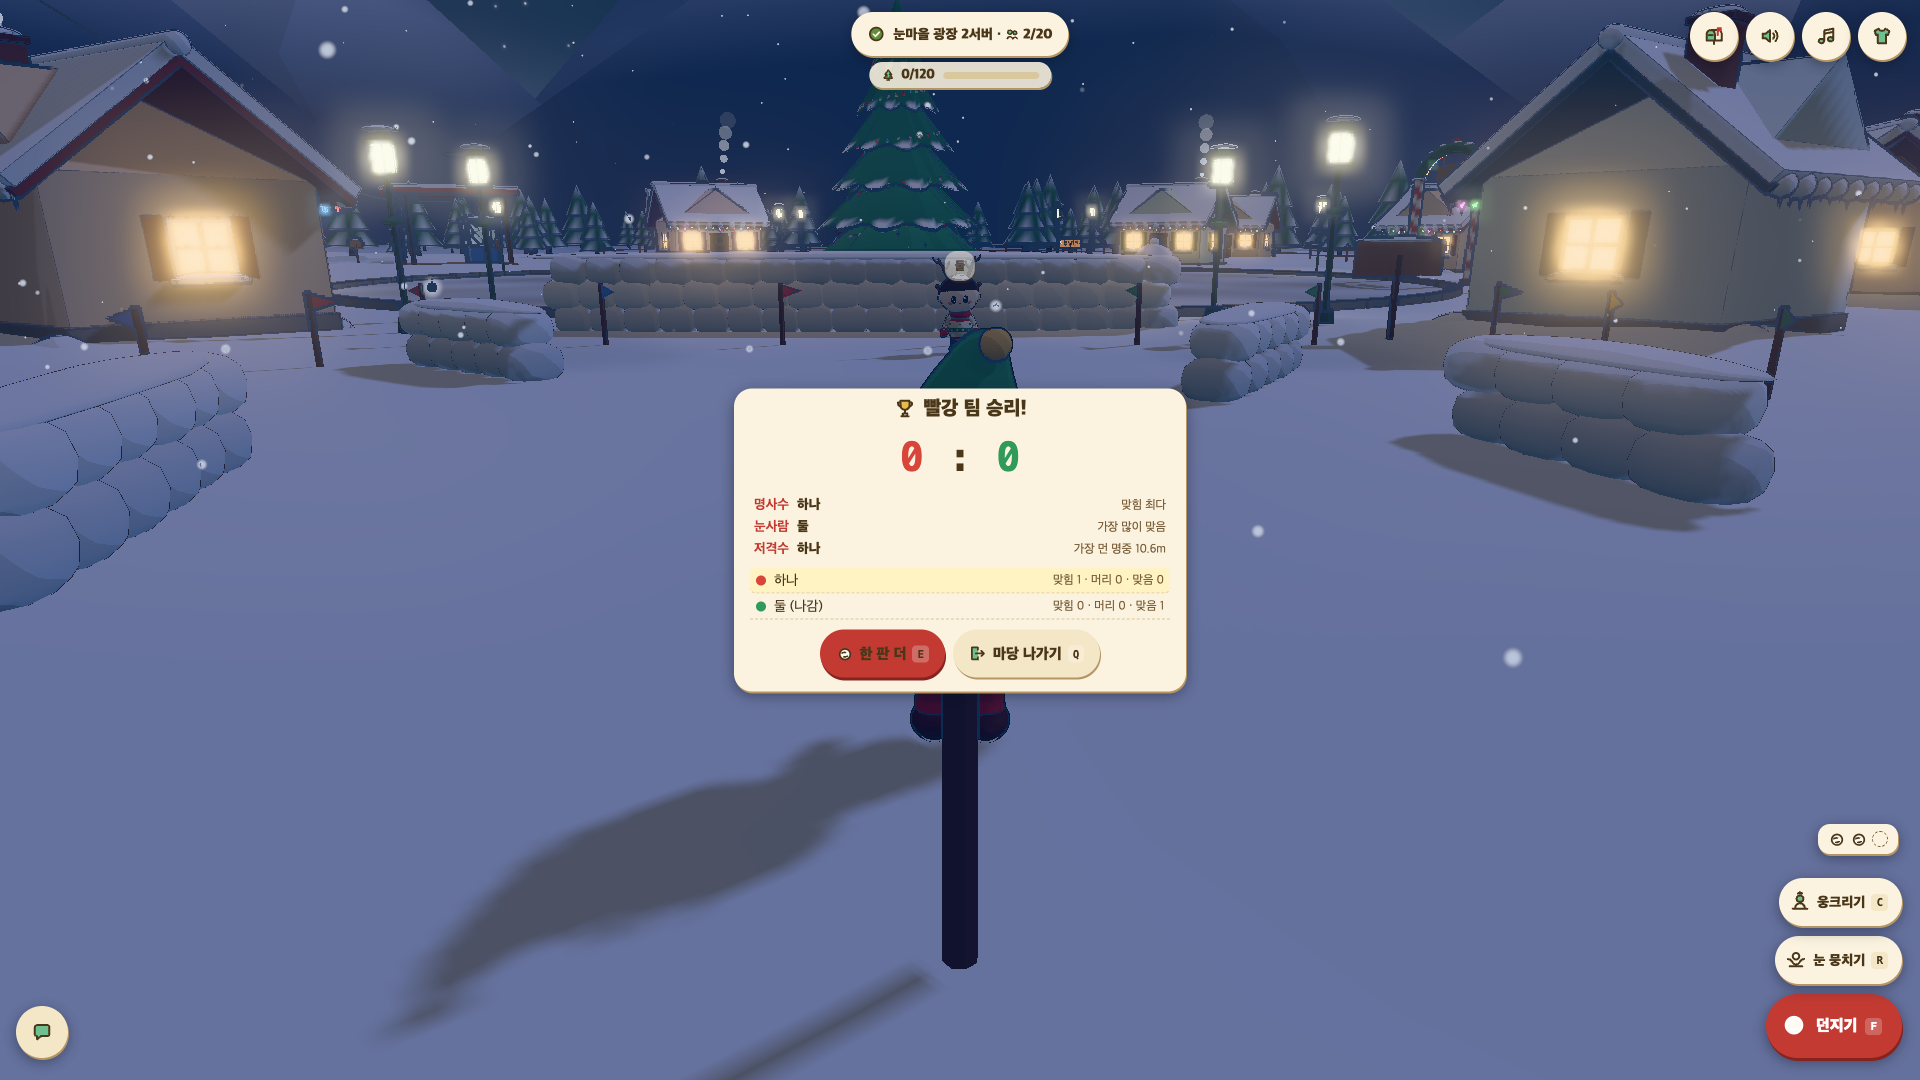 눈마을 광장 2서버 · 2/20
0/120
둘
빨강 팀 승리!
0 : 0
명사수 하나 맞힘 최다
눈사람 둘 가장 많이 맞음
저격수 하나 가장 먼 명중 10.6m
하나 맞힘 1 · 머리 0 · 맞음 0
둘 (나감) 맞힘 0 · 머리 0 · 맞음 1
한 판 더 E
마당 나가기 Q
웅크리기 C
눈 뭉치기 R
던지기 F